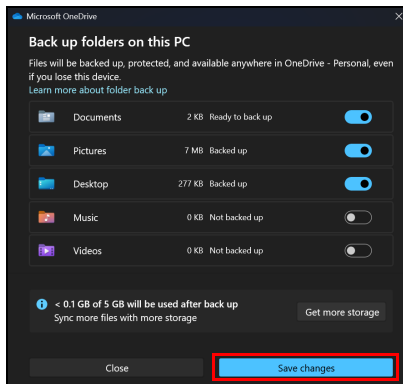 Microsoft OneDrive
Back up folders on this PC
Files will be backed up, protected, and available anywhere in OneDrive - Personal, even
if you lose this device.
Learn more about folder back up
Documents 2 KB Ready to back up
Pictures 7 MB Backed up
Desktop 277 KB Backed up
Music 0 KB Not backed up
Videos 0 KB Not backed up
< 0.1 GB of 5 GB will be used after back up
Sync more files with more storage
Get more storage
Close Save changes